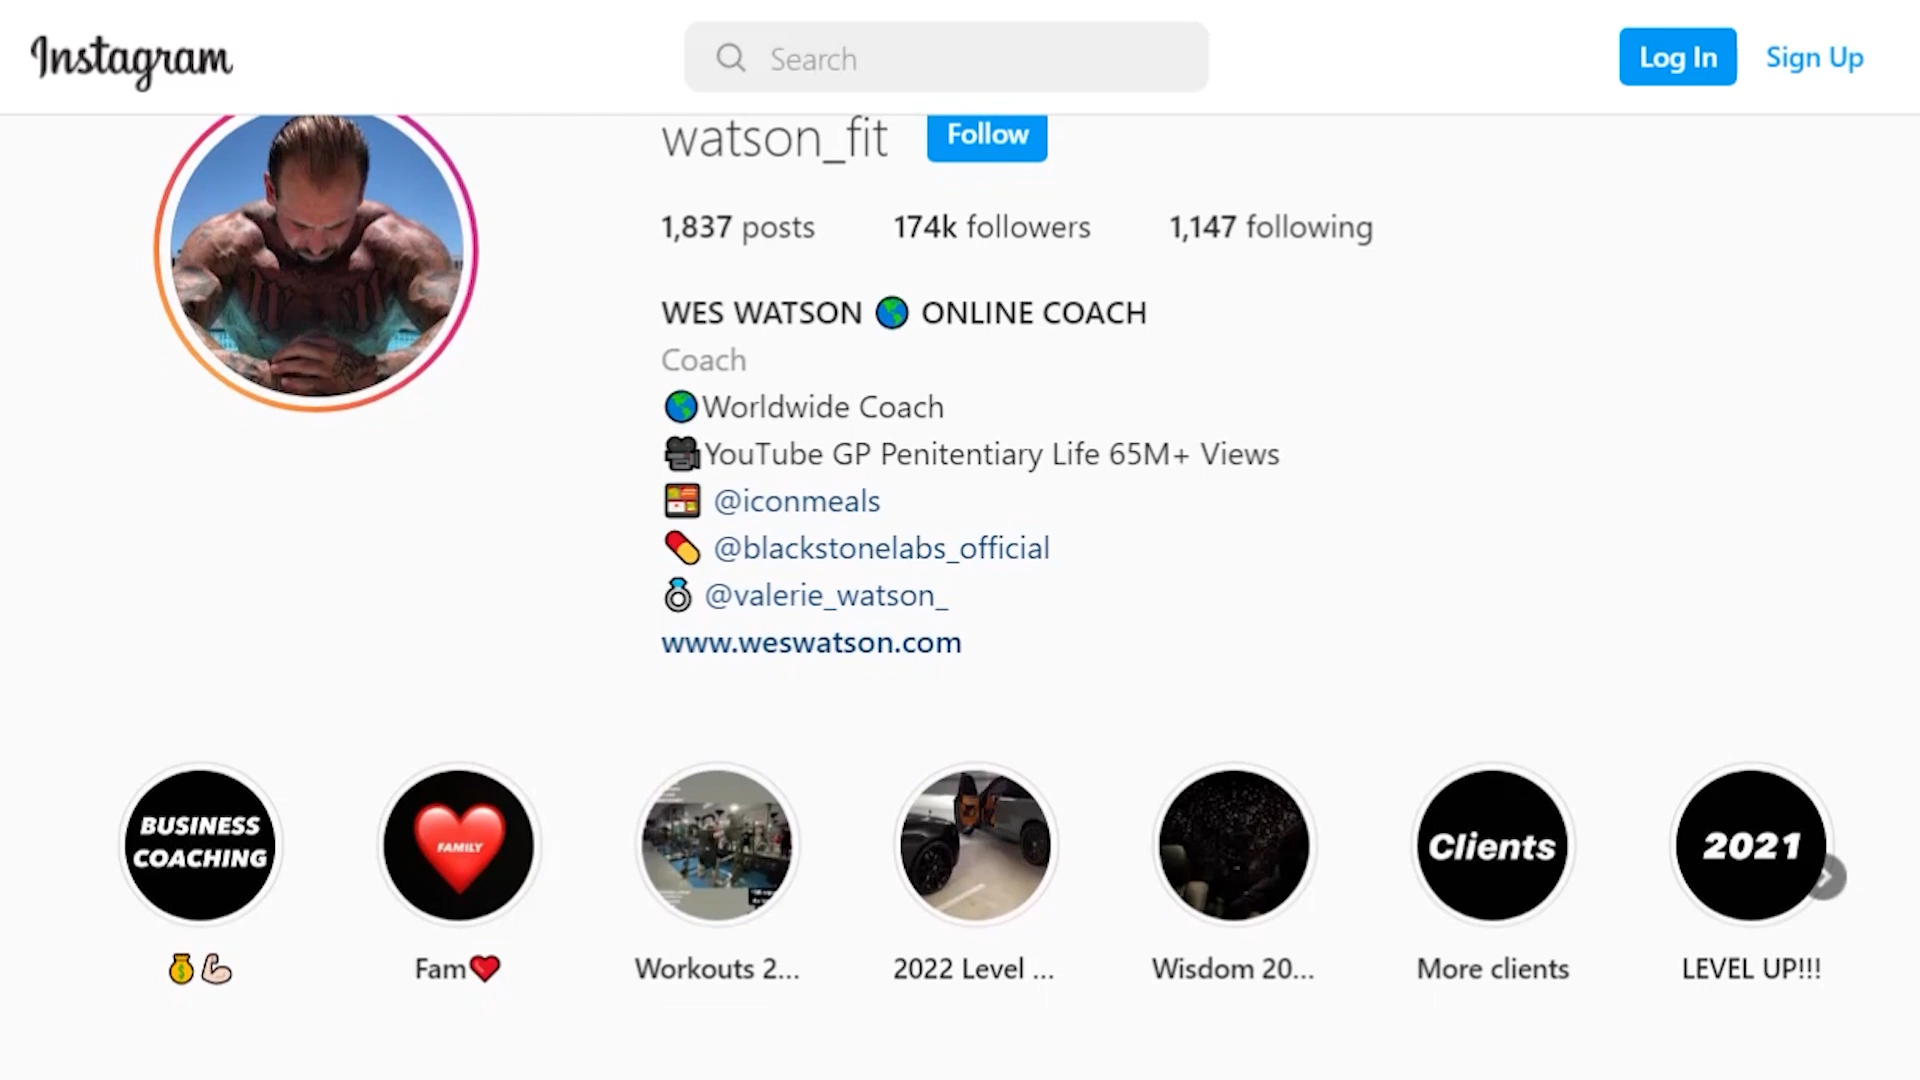 Instagram
Search
Log In
Sign Up
watson_fit
Follow
1,837 posts
174k followers
1,147 following
WES WATSON 🌎 ONLINE COACH
Coach
🌎Worldwide Coach
🎥YouTube GP Penitentiary Life 65M+ Views
🍱 @iconmeals
💊 @blackstonelabs_official
💍 @valerie_watson_
www.weswatson.com
BUSINESS
COACHING
FAMILY
Clients
2021
💰💪🏻
Fam❤️
Workouts 2...
2022 Level ...
Wisdom 20...
More clients
LEVEL UP!!!